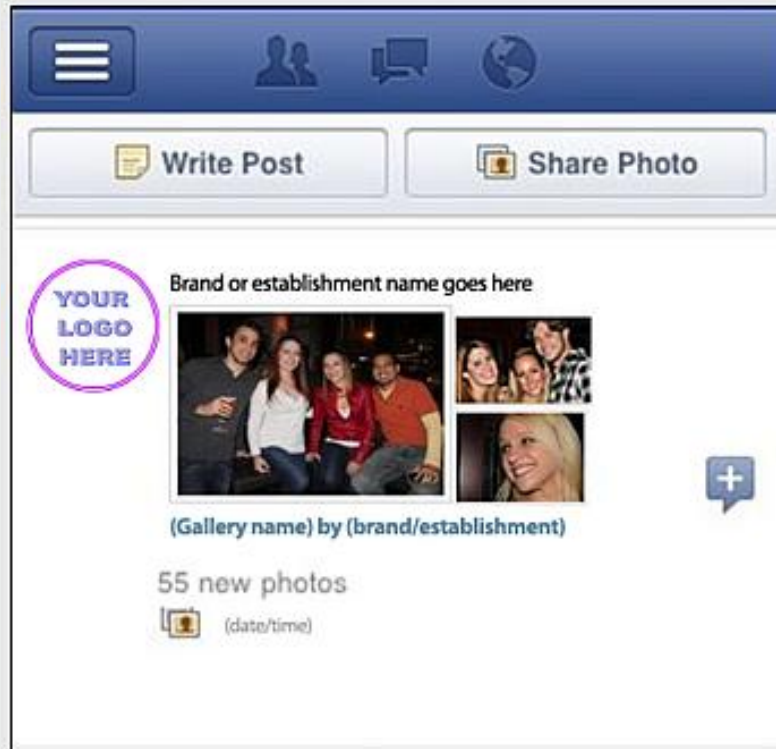 Write Post
Share Photo
YOUR
LOGO
HERE
Brand or establishment name goes here
(Gallery name) by (brand/establishment)
55 new photos
(date/time)